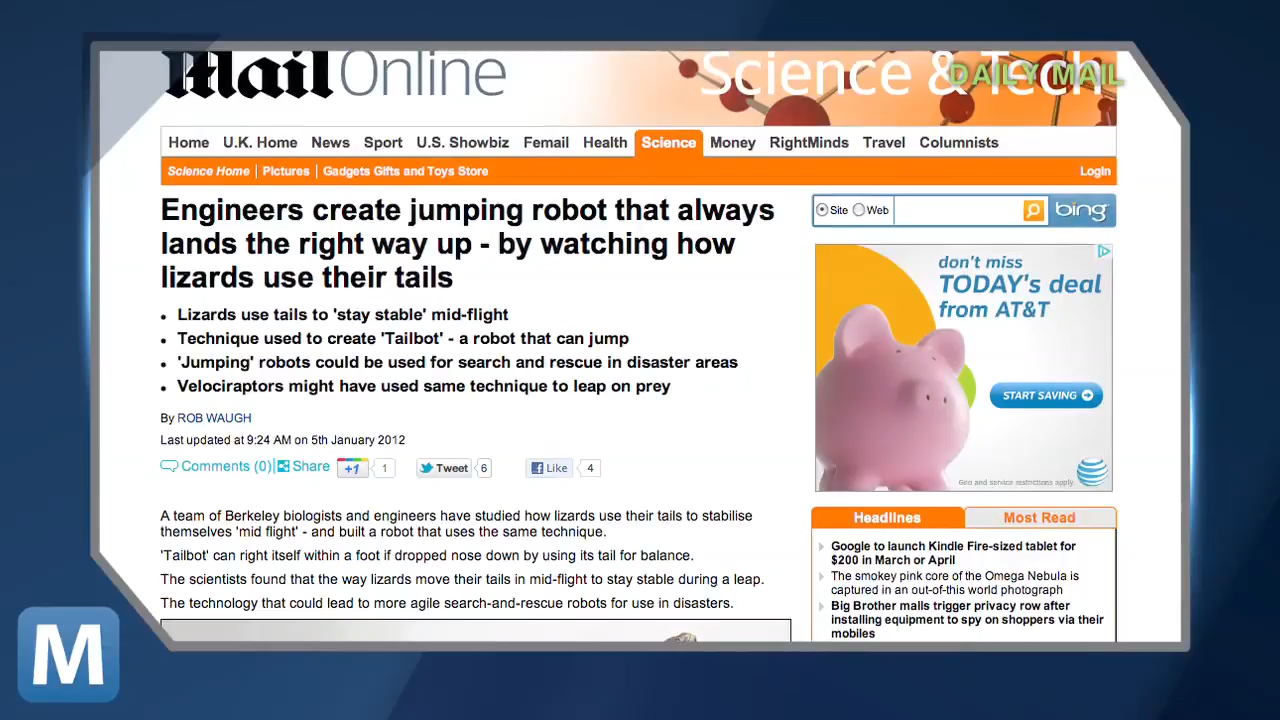 Mail Online
Science & Tech
DAILY MAIL
Home U.K. Home News Sport U.S. Showbiz Femail Health Science Money RightMinds Travel Columnists
Science Home Pictures Gadgets Gifts and Toys Store Login
Engineers create jumping robot that always
lands the right way up - by watching how
lizards use their tails
Lizards use tails to 'stay stable' mid-flight
Technique used to create 'Tailbot' - a robot that can jump
'Jumping' robots could be used for search and rescue in disaster areas
Velociraptors might have used same technique to leap on prey
By ROB WAUGH
Last updated at 9:24 AM on 5th January 2012
Comments (0) Share +1 1 Tweet 6 Like 4
A team of Berkeley biologists and engineers have studied how lizards use their tails to stabilise
themselves 'mid flight' - and built a robot that uses the same technique.
'Tailbot' can right itself within a foot if dropped nose down by using its tail for balance.
The scientists found that the way lizards move their tails in mid-flight to stay stable during a leap.
The technology that could lead to more agile search-and-rescue robots for use in disasters.
Site Web bing
don't miss
TODAY's deal
from AT&T
START SAVING
Geo and service restrictions apply.
at&t
Headlines Most Read
Google to launch Kindle Fire-sized tablet for
$200 in March or April
The smokey pink core of the Omega Nebula is
captured in an out-of-this world photograph
Big Brother malls trigger privacy row after
installing equipment to spy on shoppers via their
mobiles
M